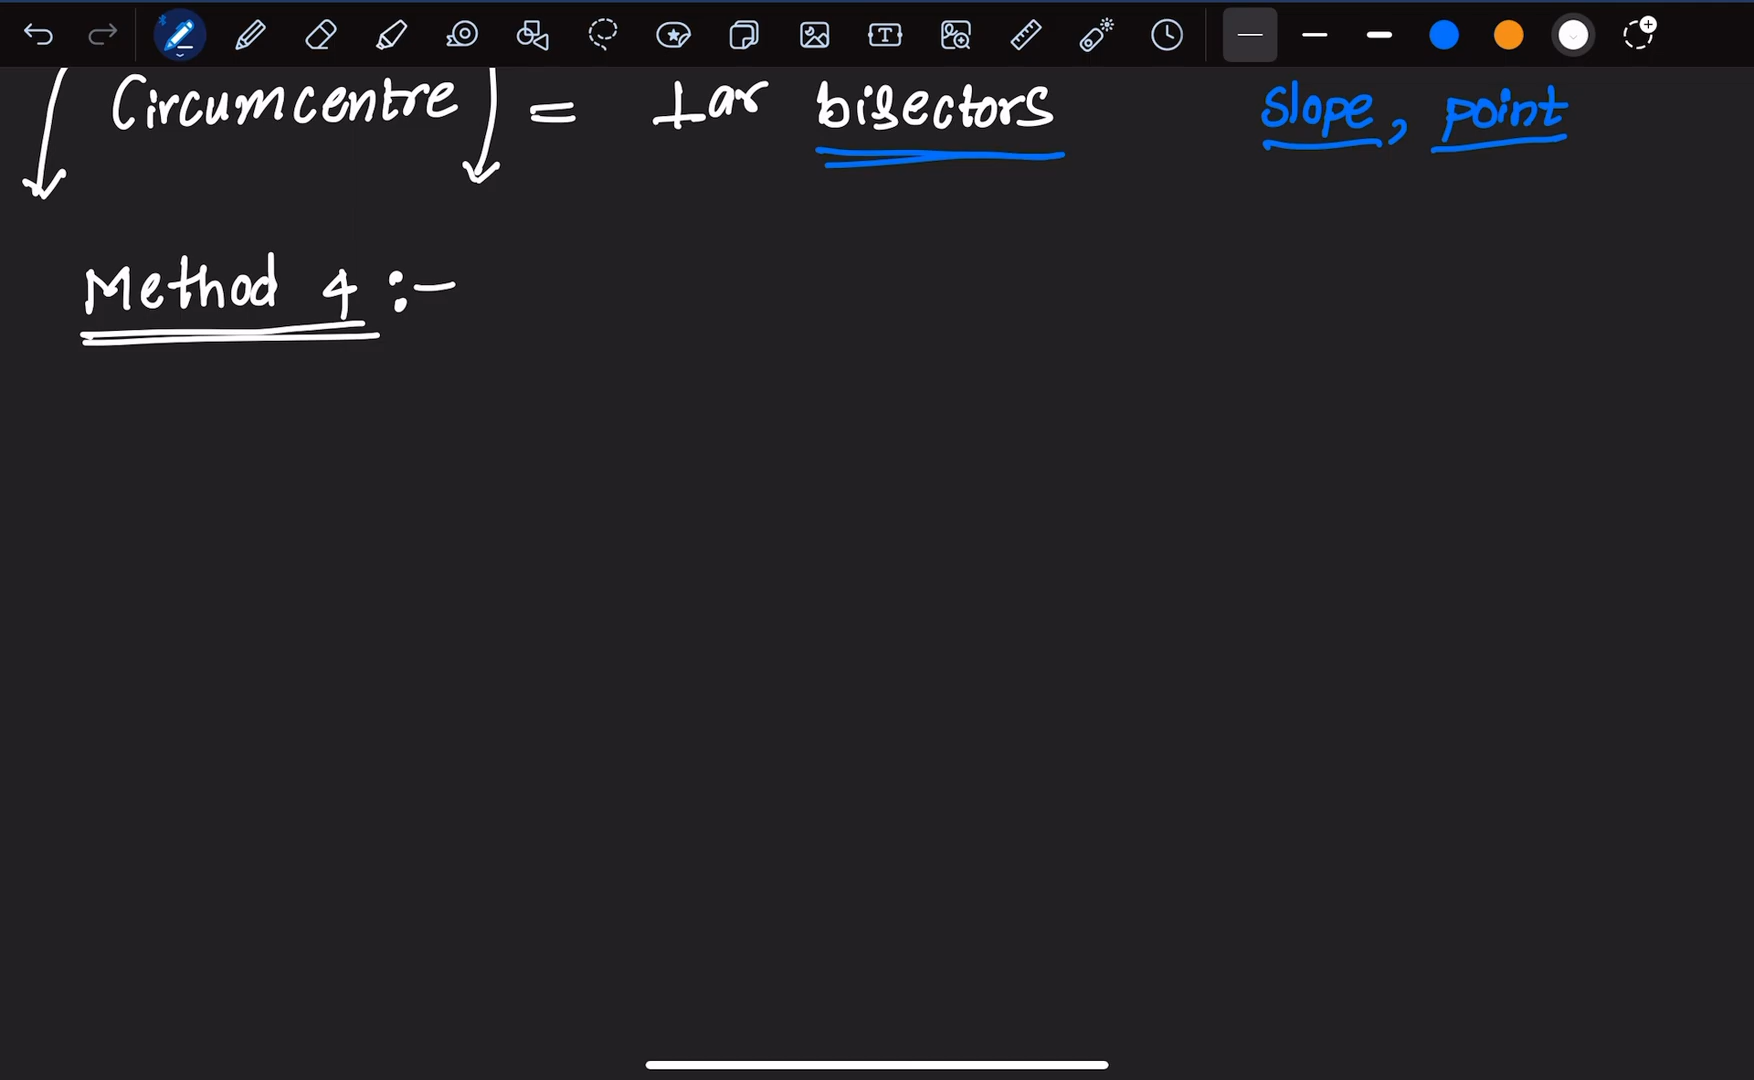 Circumcentre = ⊥ar bisectors slope, point
Method 4 :-